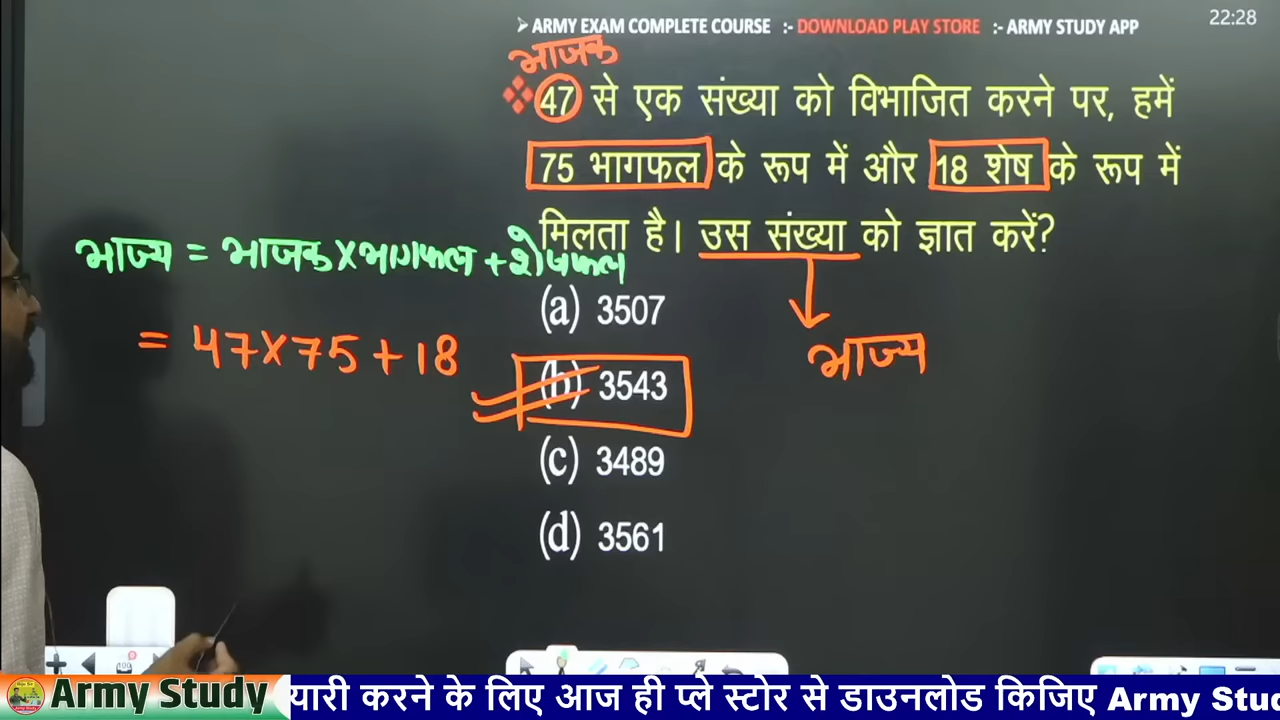 ➢ ARMY EXAM COMPLETE COURSE :- DOWNLOAD PLAY STORE :- ARMY STUDY APP
22:28
भाजक
❖ 47 से एक संख्या को विभाजित करने पर, हमें
75 भागफल के रूप में और 18 शेष के रूप में
मिलता है। उस संख्या को ज्ञात करें?
भाज्य = भाजक x भागफल + शेषफल
(a) 3507
= 47x75+18
भाज्य
(b) 3543
(c) 3489
(d) 3561
Army Study
यारी करने के लिए आज ही प्ले स्टोर से डाउनलोड किजिए Army Stu